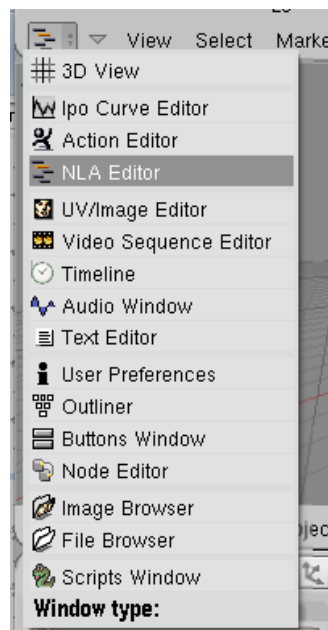 View Select
3D View
Ipo Curve Editor
Action Editor
NLA Editor
UV/Image Editor
Video Sequence Editor
Timeline
Audio Window
Text Editor
User Preferences
Outliner
Buttons Window
Node Editor
Image Browser
File Browser
Scripts Window
Window type: